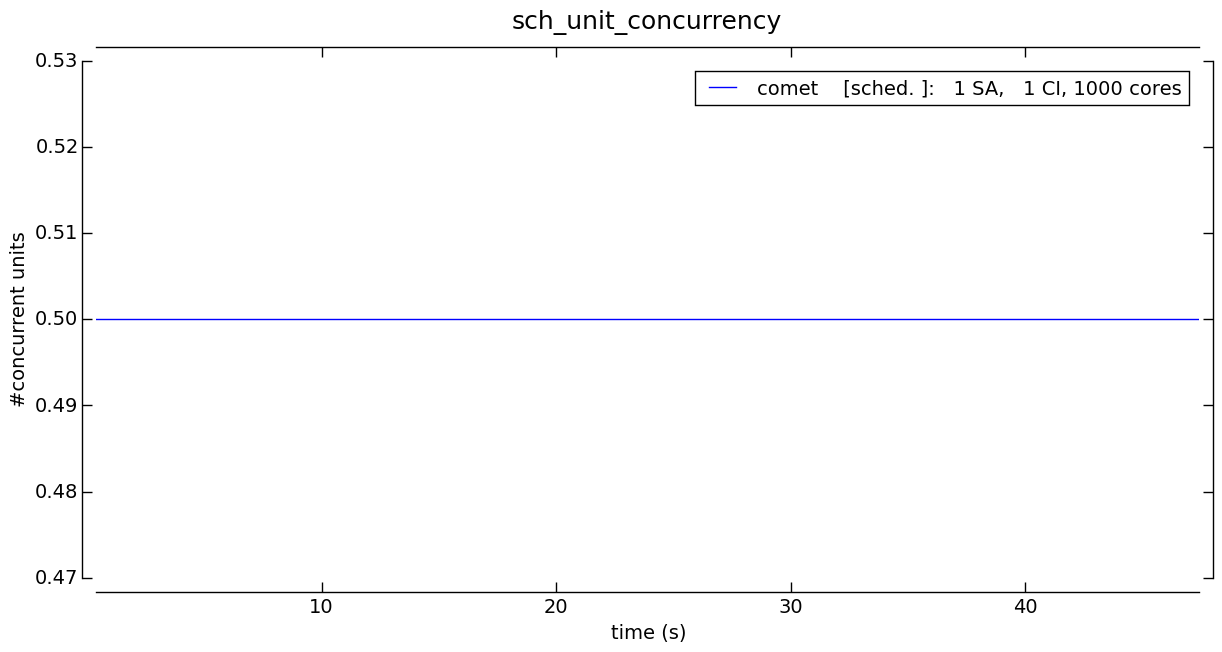 sch_unit_concurrency
comet [sched. ]: 1 SA, 1 CI, 1000 cores
0.53
0.52
0.51
0.50
0.49
0.48
0.47
#concurrent units
10 20 30 40
time (s)